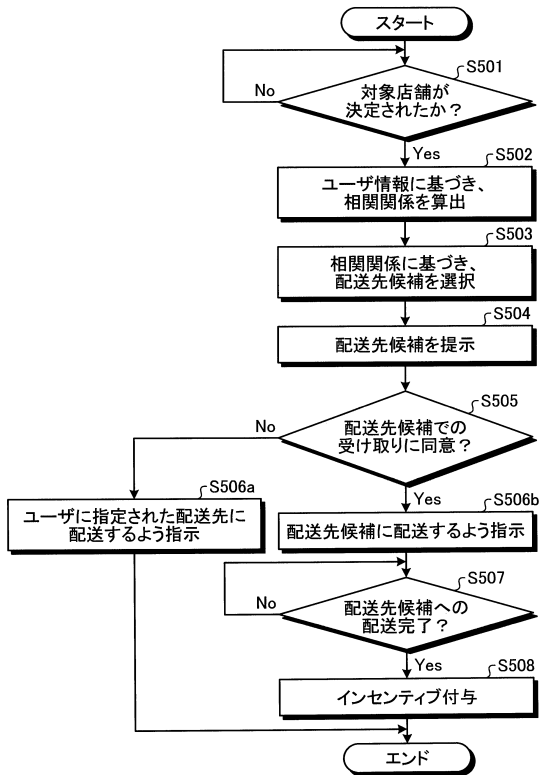 スタート
S501
対象店舗が
決定されたか？
No
Yes
S502
ユーザ情報に基づき、
相関関係を算出
S503
相関関係に基づき、
配送先候補を選択
S504
配送先候補を提示
S505
配送先候補での
受け取りに同意？
No
Yes
S506a
ユーザに指定された配送先に
配送するよう指示
S506b
配送先候補に配送するよう指示
S507
配送先候補への
配送完了？
No
Yes
S508
インセンティブ付与
エンド